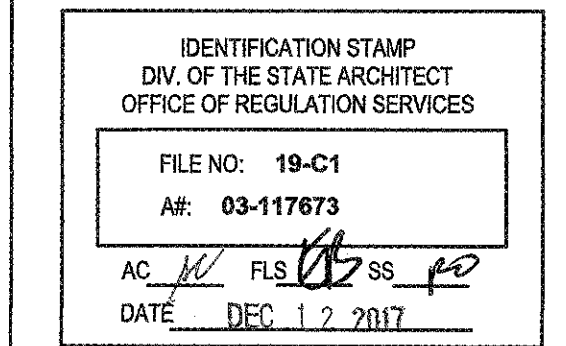 IDENTIFICATION STAMP
DIV. OF THE STATE ARCHITECT
OFFICE OF REGULATION SERVICES
FILE NO: 19-C1
A#: 03-117673
AC FLS SS
DATE DEC 12 2017